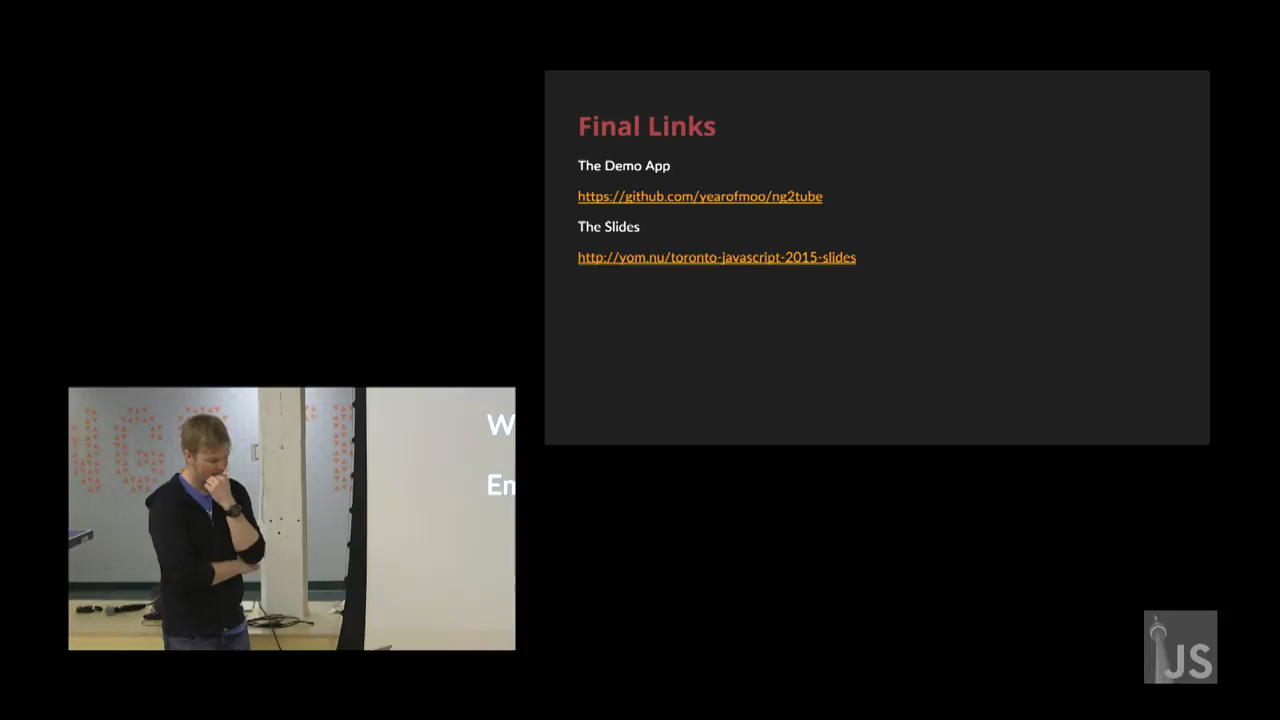 Final Links
The Demo App
https://github.com/yearofmoo/ng2tube
The Slides
http://yom.nu/toronto-javascript-2015-slides
W
En
JS